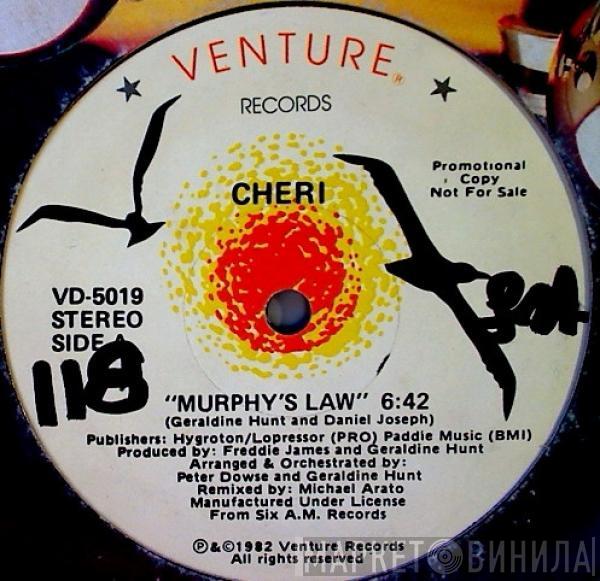 VENTURE®
RECORDS
CHERI
Promotional
Copy
Not For Sale
VD-5019
STEREO
SIDE A
118
"MURPHY'S LAW" 6:42
(Geraldine Hunt and Daniel Joseph)
Publishers: Hygroton/Lopressor (PRO) Paddie Music (BMI)
Produced by: Freddie James and Geraldine Hunt
Arranged & Orchestrated by:
Peter Dowse and Geraldine Hunt
Remixed by: Michael Arato
Manufactured Under License
From Six A.M. Records
℗&©1982 Venture Records
All rights reserved
МАРКЕТ ВИНИЛА